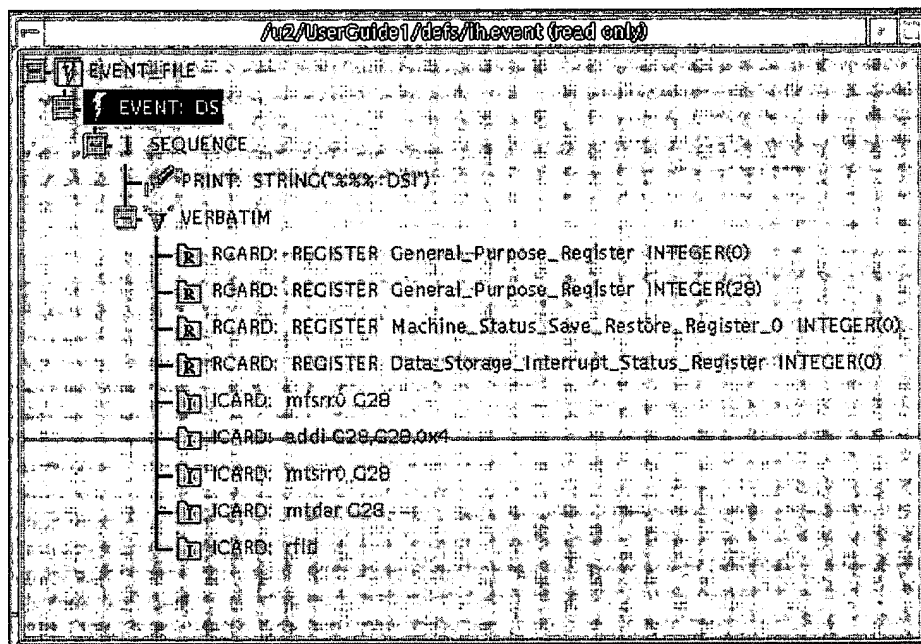 /u2/UserGuide1/defs/ih.event (read only)
EVENT_FILE
EVENT: DSI
SEQUENCE
PRINT: STRING("%%% DSI")
VERBATIM
RCARD: REGISTER General_Purpose_Register INTEGER(0)
RCARD: REGISTER General_Purpose_Register INTEGER(28)
RCARD: REGISTER Machine_Status_Save_Restore_Register_0 INTEGER(0)
RCARD: REGISTER Data_Storage_Interrupt_Status_Register INTEGER(0)
ICARD: mfsrr0 G28
ICARD: addi G28,G28,0x4
ICARD: mtsrr0 G28
ICARD: mtdar G28
ICARD: rfid